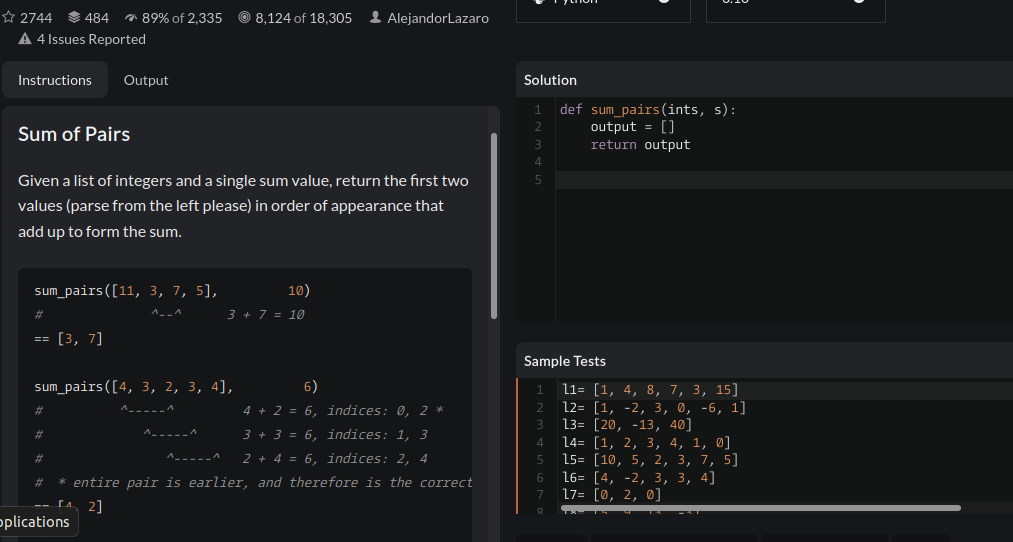 2744 484 89% of 2,335 8,124 of 18,305 AlejandorLazaro
4 Issues Reported
Instructions Output
Sum of Pairs
Given a list of integers and a single sum value, return the first two
values (parse from the left please) in order of appearance that
add up to form the sum.
sum_pairs([11, 3, 7, 5],         10)
#              ^--^      3 + 7 = 10
== [3, 7]
sum_pairs([4, 3, 2, 3, 4],         6)
#          ^-----^         4 + 2 = 6, indices: 0, 2 *
#             ^-----^      3 + 3 = 6, indices: 1, 3
#                ^-----^   2 + 4 = 6, indices: 2, 4
#  * entire pair is earlier, and therefore is the correct
== [4, 2]
pplications
Python
3.10
Solution
1 def sum_pairs(ints, s):
2     output = []
3     return output
4
5
Sample Tests
1 l1= [1, 4, 8, 7, 3, 15]
2 l2= [1, -2, 3, 0, -6, 1]
3 l3= [20, -13, 40]
4 l4= [1, 2, 3, 4, 1, 0]
5 l5= [10, 5, 2, 3, 7, 5]
6 l6= [4, -2, 3, 3, 4]
7 l7= [0, 2, 0]
8 l8= [5, 9, 13, -3]